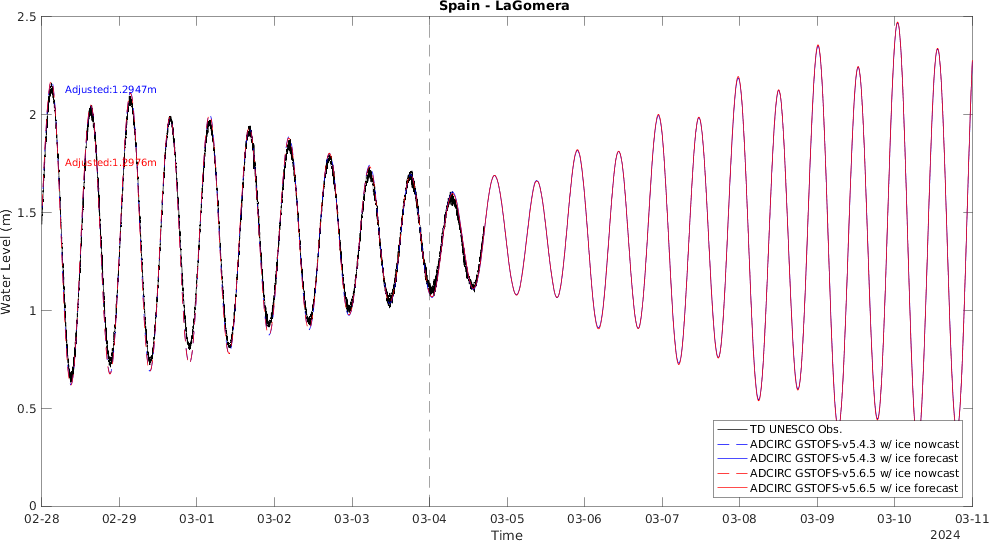 Spain - LaGomera
2.5
2
1.5
1
0.5
0
Water Level (m)
Adjusted:1.2947m
Adjusted:1.2976m
TD UNESCO Obs.
ADCIRC GSTOFS-v5.4.3 w/ ice nowcast
ADCIRC GSTOFS-v5.4.3 w/ ice forecast
ADCIRC GSTOFS-v5.6.5 w/ ice nowcast
ADCIRC GSTOFS-v5.6.5 w/ ice forecast
02-28 02-29 03-01 03-02 03-03 03-04 03-05 03-06 03-07 03-08 03-09 03-10 03-11
Time
2024